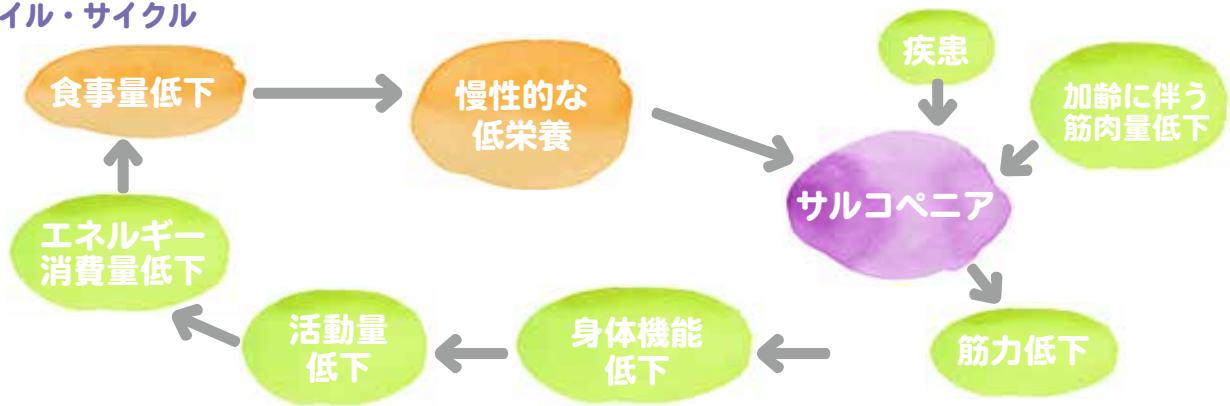 イル・サイクル
食事量低下
慢性的な
低栄養
疾患
加齢に伴う
筋肉量低下
サルコペニア
エネルギー
消費量低下
活動量
低下
身体機能
低下
筋力低下